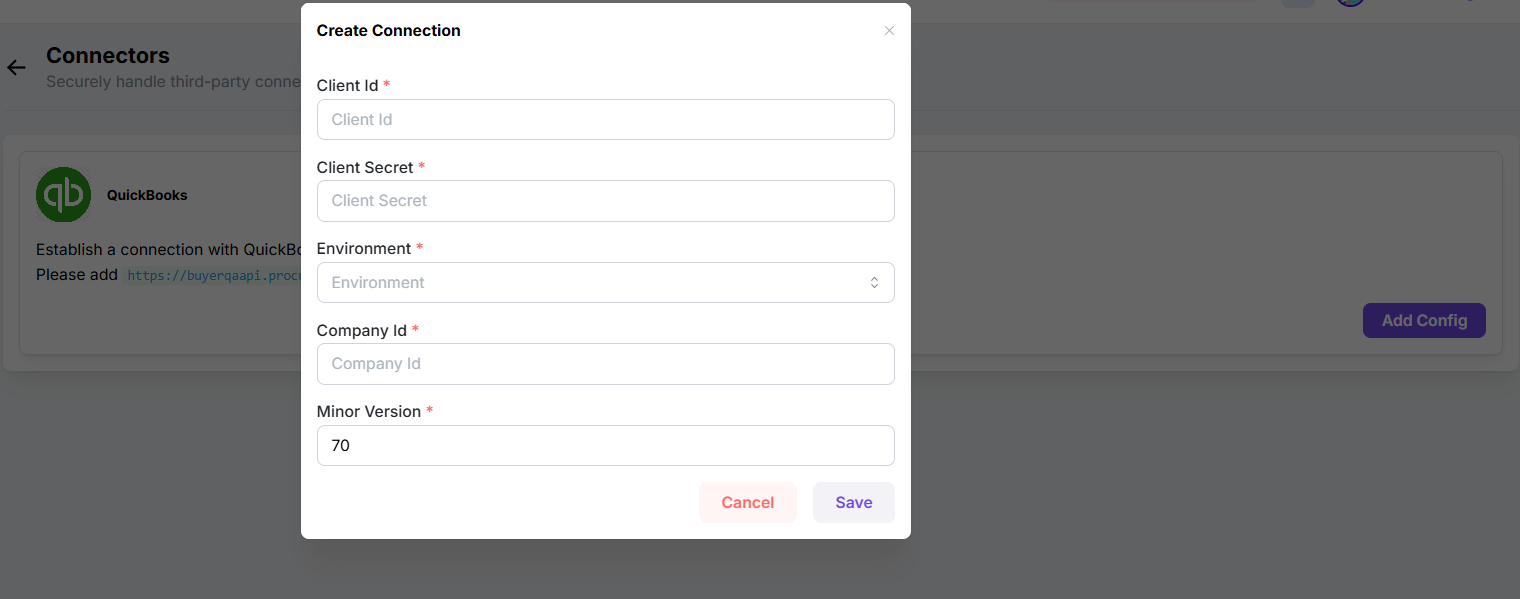 Create Connection
Connectors
Securely handle third-party conne
Client Id *
Client Id
Client Secret *
Client Secret
QuickBooks
Environment *
Environment
Establish a connection with QuickBo
Please add https://buyerqaapi.procu
Company Id *
Company Id
Add Config
Minor Version *
70
Cancel
Save